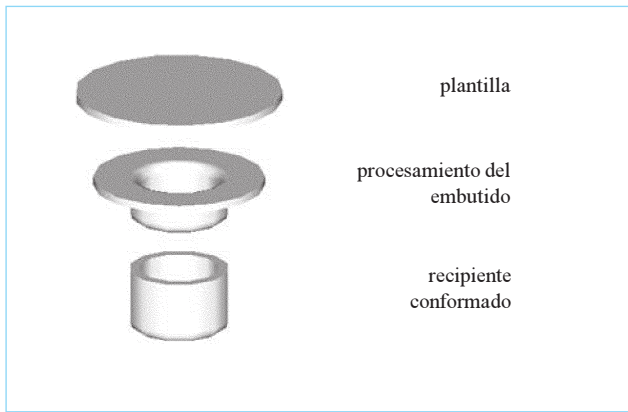 plantilla
procesamiento del
embutido
recipiente
conformado